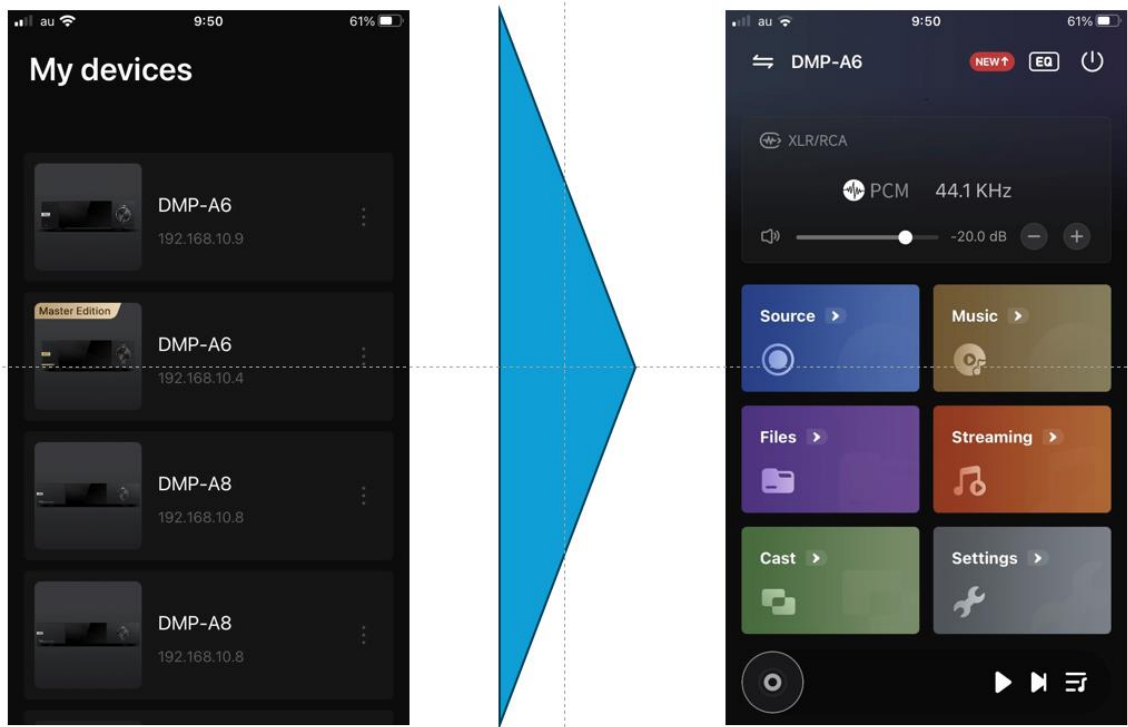 au 9:50 61%
My devices
DMP-A6
192.168.10.9
Master Edition
DMP-A6
192.168.10.4
DMP-A8
192.168.10.8
DMP-A8
192.168.10.8
au 9:50 61%
DMP-A6 NEW↑ EQ
XLR/RCA
PCM 44.1 KHz
-20.0 dB
Source Music
Files Streaming
Cast Settings